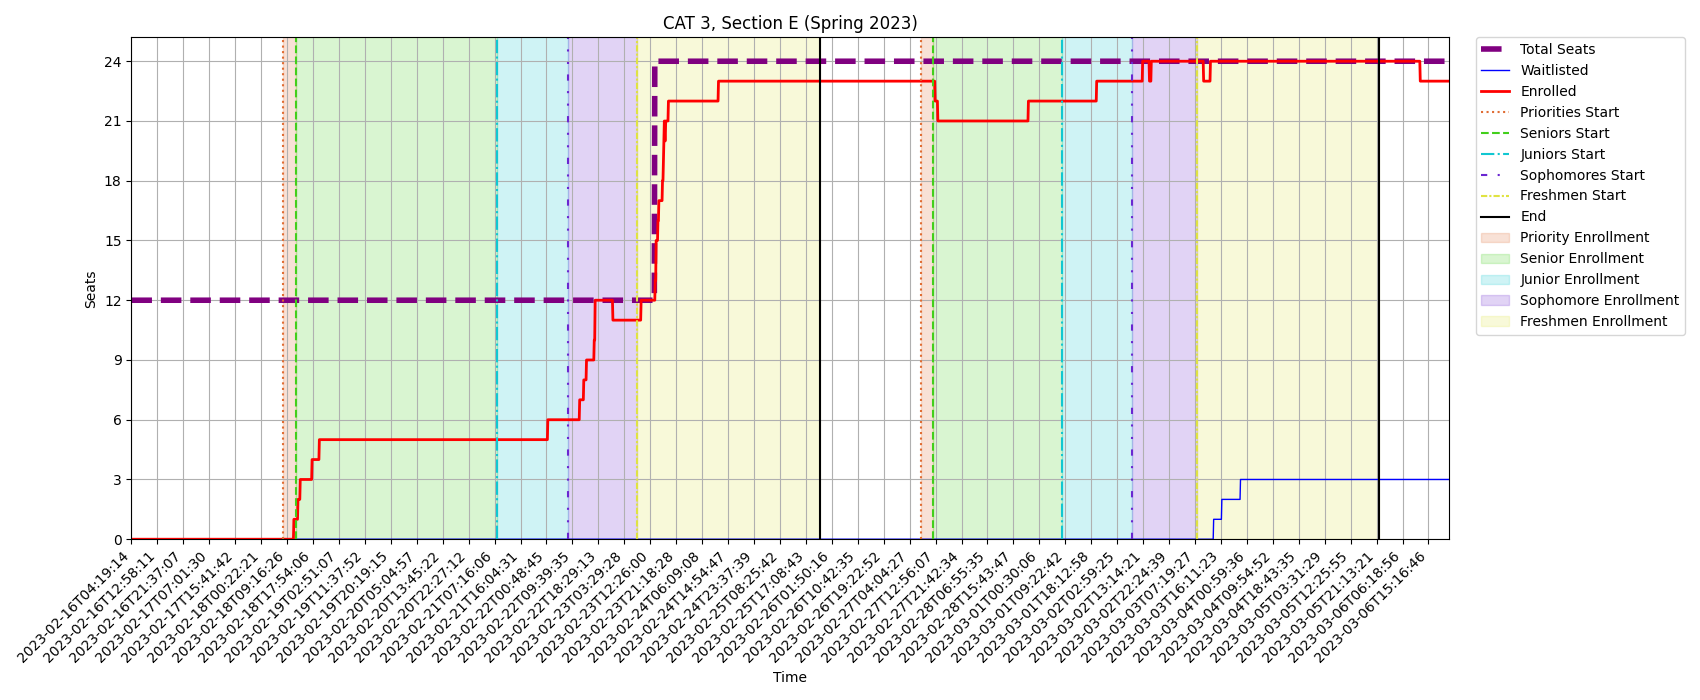 CAT 3, Section E (Spring 2023)
24
21
18
15
12
9
6
3
0
Seats
2023-02-16T04:19:14
2023-02-16T12:58:11
2023-02-16T21:37:07
2023-02-17T07:01:30
2023-02-17T15:41:42
2023-02-18T00:22:21
2023-02-18T09:16:26
2023-02-18T17:54:06
2023-02-19T02:51:07
2023-02-19T11:37:52
2023-02-19T20:19:15
2023-02-20T05:04:57
2023-02-20T13:45:22
2023-02-20T22:27:12
2023-02-21T07:16:06
2023-02-21T16:04:31
2023-02-22T00:48:45
2023-02-22T09:39:35
2023-02-22T18:29:13
2023-02-23T03:29:28
2023-02-23T12:26:00
2023-02-23T21:18:28
2023-02-24T06:09:08
2023-02-24T14:54:47
2023-02-24T23:37:39
2023-02-25T08:25:42
2023-02-25T17:08:43
2023-02-26T01:50:16
2023-02-26T10:42:35
2023-02-26T19:22:52
2023-02-27T04:04:27
2023-02-27T12:56:07
2023-02-27T21:42:34
2023-02-28T06:55:35
2023-02-28T15:43:47
2023-03-01T00:30:06
2023-03-01T09:22:42
2023-03-01T18:12:58
2023-03-02T02:59:25
2023-03-02T13:14:21
2023-03-02T22:24:39
2023-03-03T07:19:27
2023-03-03T16:11:23
2023-03-04T00:59:36
2023-03-04T09:54:52
2023-03-04T18:43:35
2023-03-05T03:31:29
2023-03-05T12:25:55
2023-03-05T21:13:21
2023-03-06T06:18:56
2023-03-06T15:16:46
Time
Total Seats
Waitlisted
Enrolled
Priorities Start
Seniors Start
Juniors Start
Sophomores Start
Freshmen Start
End
Priority Enrollment
Senior Enrollment
Junior Enrollment
Sophomore Enrollment
Freshmen Enrollment